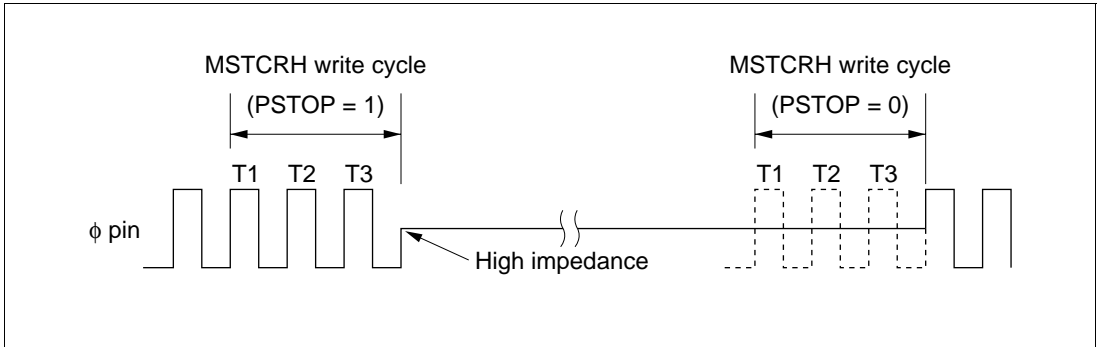 MSTCRH write cycle
(PSTOP = 1)
MSTCRH write cycle
(PSTOP = 0)
T1 T2 T3
T1 T2 T3
φ pin
High impedance